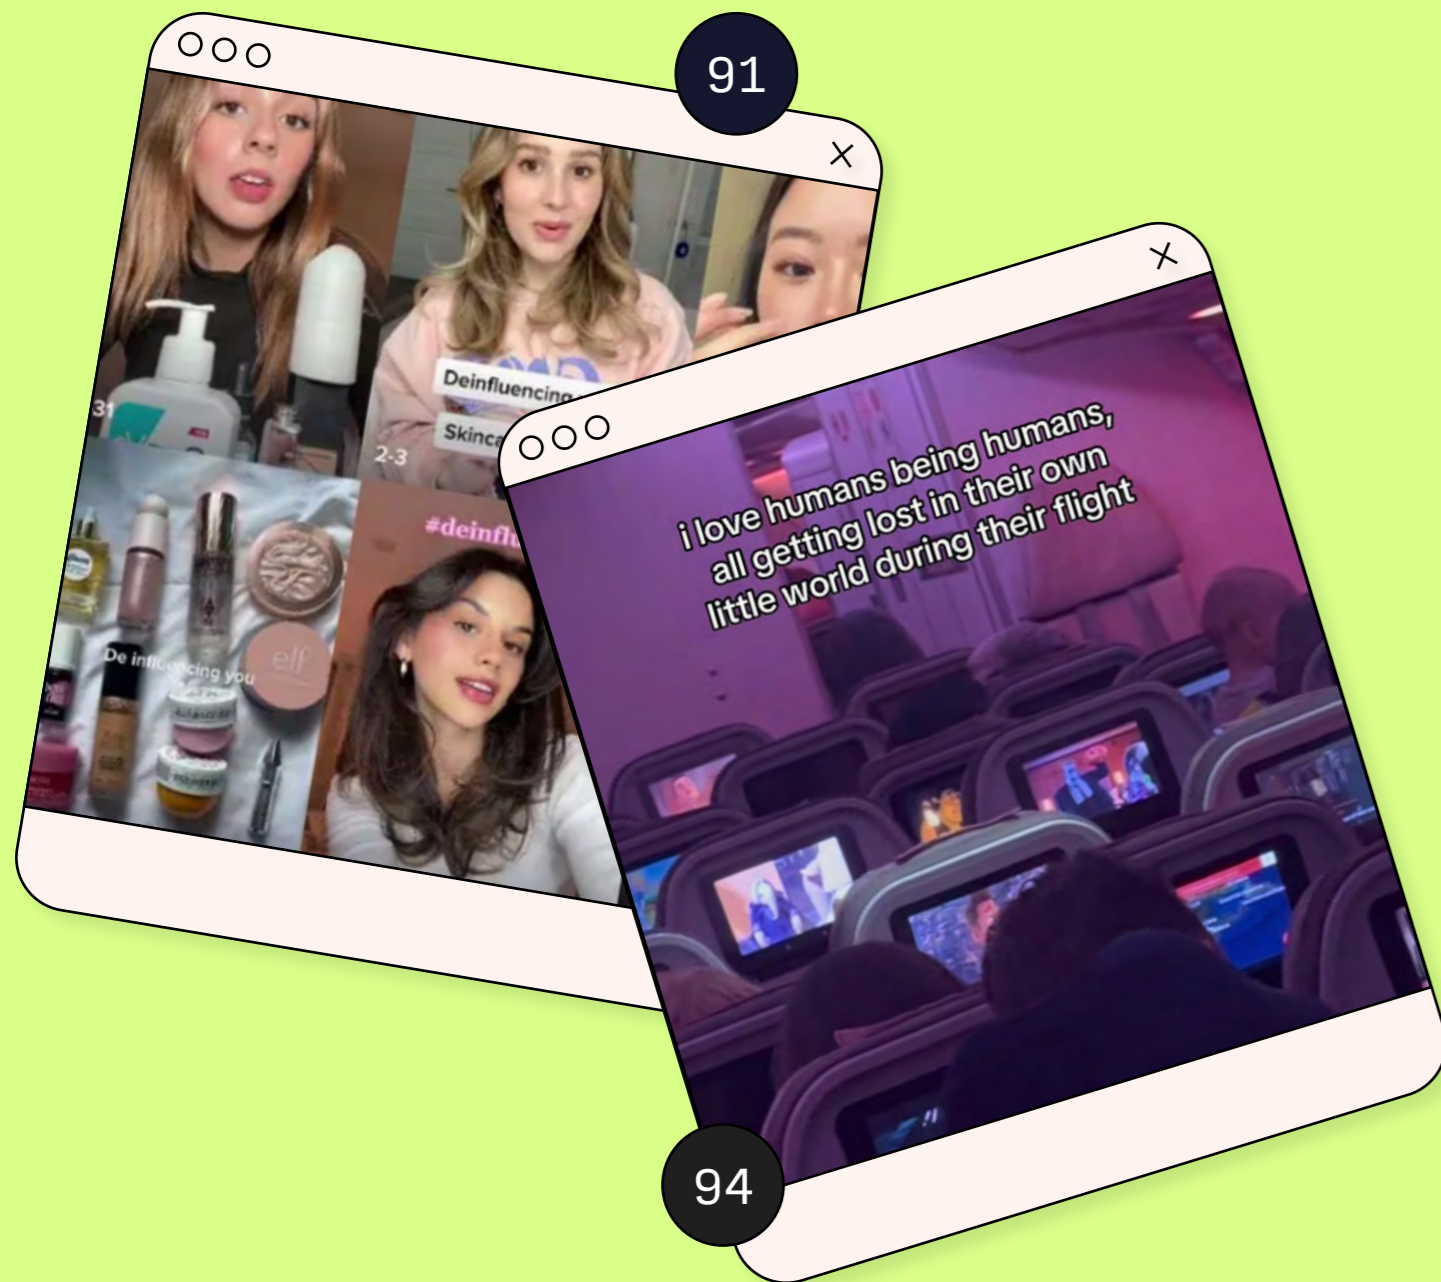 91
31
Deinfluencing
2-3
#deinflu
De influencing you
elf
i love humans being humans,
all getting lost in their own
little world during their flight
94